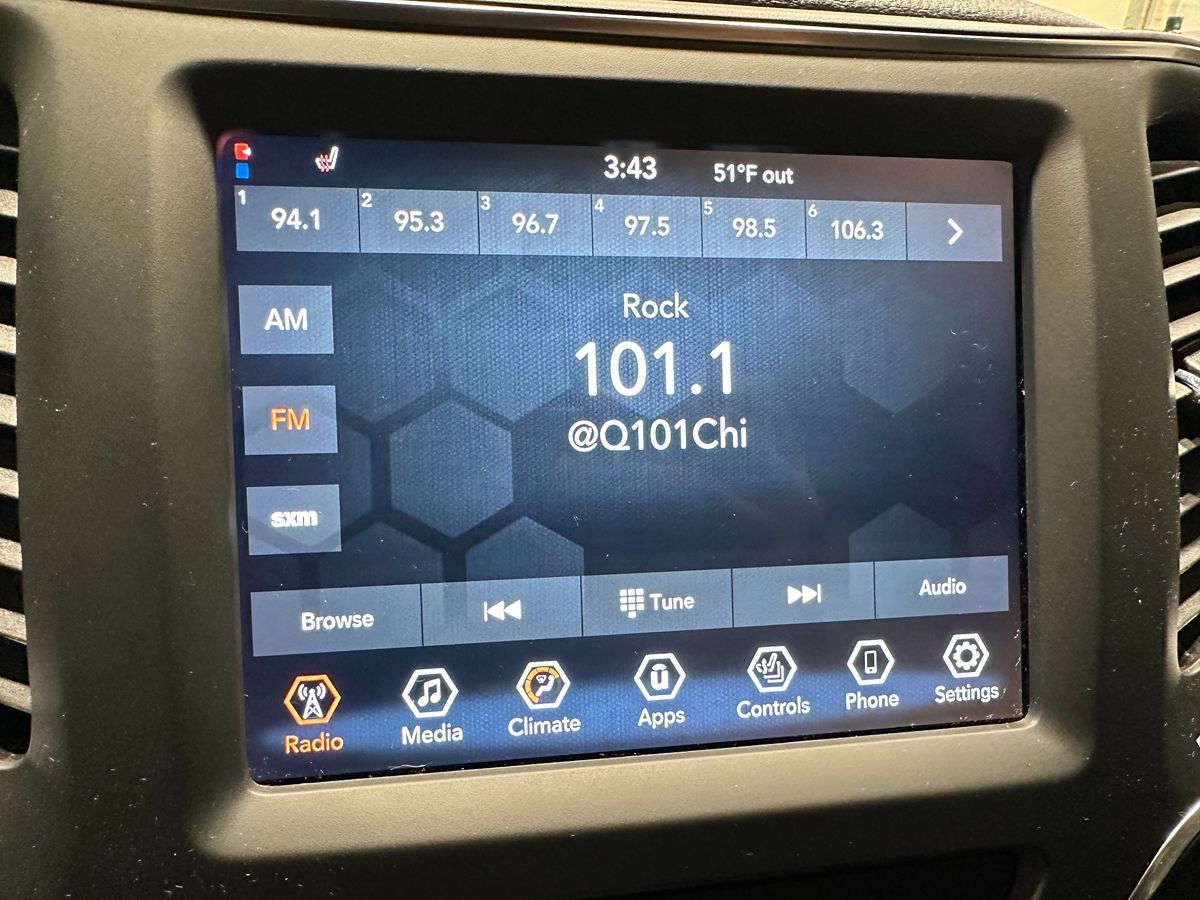 3:43 51°F out
1 94.1 2 95.3 3 96.7 4 97.5 5 98.5 6 106.3
AM
Rock
101.1
FM
@Q101Chi
sxm
Browse Tune Audio
Radio Media Climate Apps Controls Phone Settings